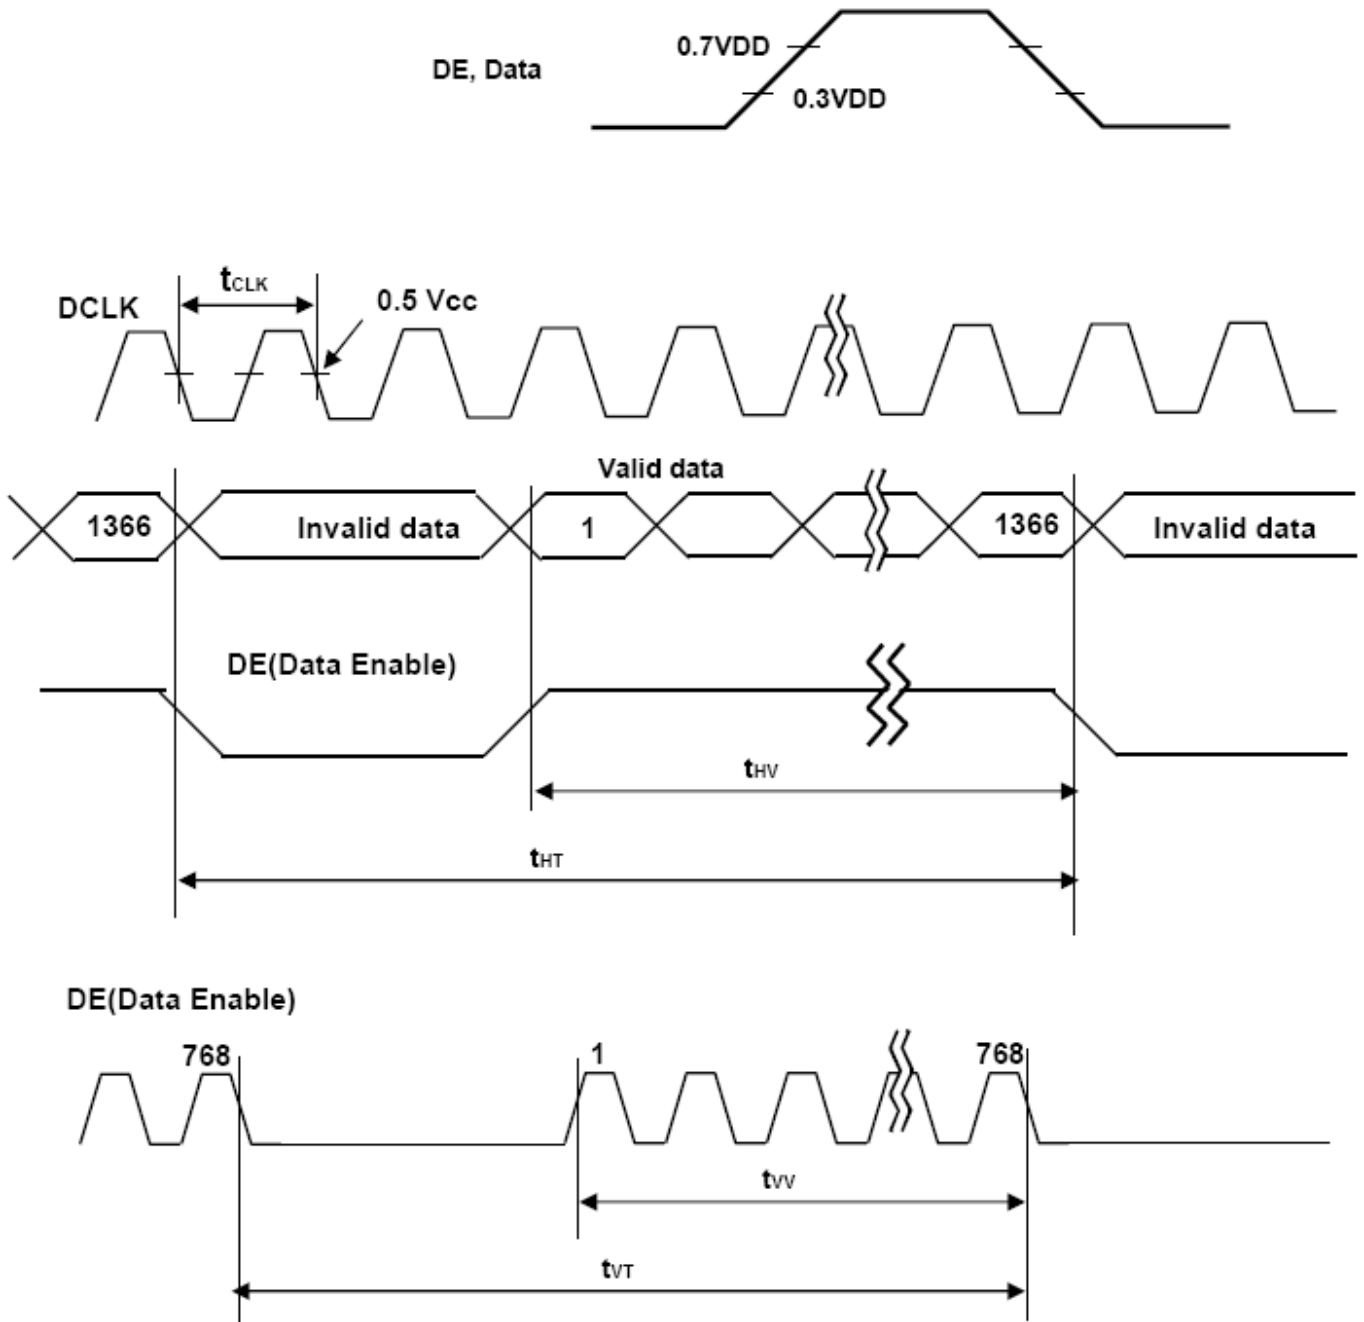 0.7VDD
DE, Data
0.3VDD
tCLK
DCLK
0.5 Vcc
Valid data
1366
Invalid data
1
1366
Invalid data
DE(Data Enable)
tHV
tHT
DE(Data Enable)
768
1
768
tVV
tVT